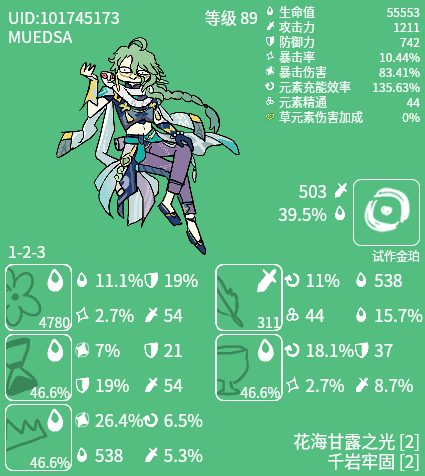 UID:101745173
MUEDSA
等级 89
生命值 55553
攻击力 1211
防御力 742
暴击率 10.44%
暴击伤害 83.41%
元素充能效率 135.63%
元素精通 44
草元素伤害加成 0%
503
39.5%
试作金珀
1-2-3
4780 11.1% 19%
2.7% 54
311 11% 538
44 15.7%
46.6% 7% 21
19% 54
46.6% 18.1% 37
2.7% 8.7%
46.6% 26.4% 6.5%
538 5.3%
花海甘露之光 [2]
千岩牢固 [2]